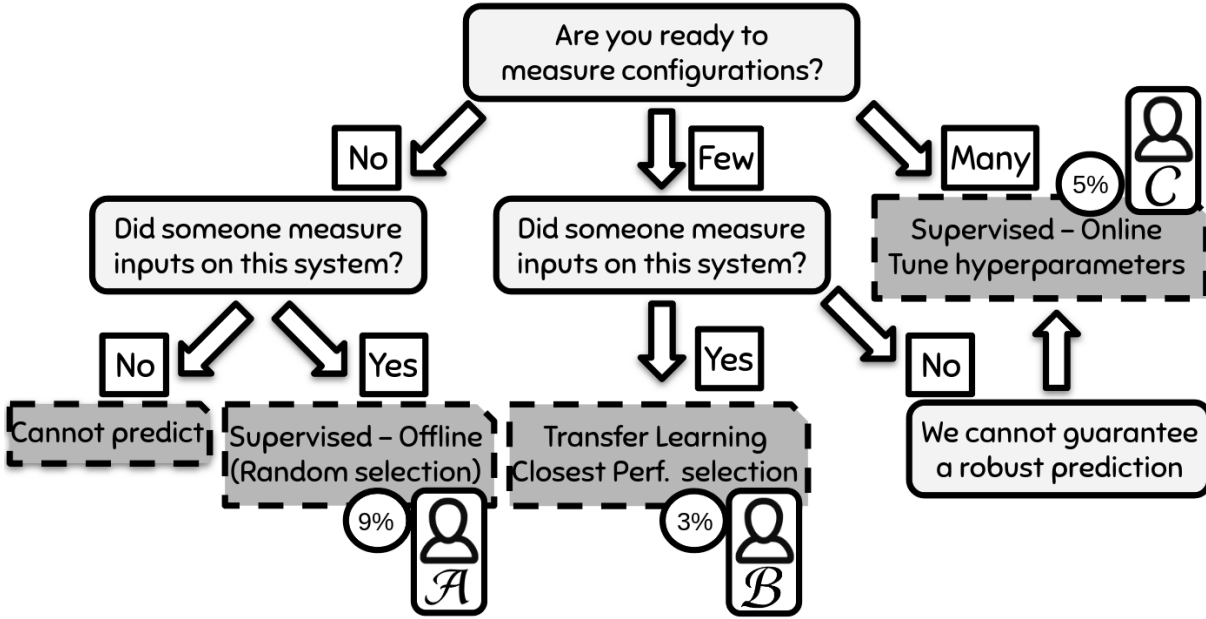 Are you ready to
measure configurations?
No
Few
Many
5%
C
Did someone measure
inputs on this system?
Did someone measure
inputs on this system?
Supervised – Online
Tune hyperparameters
No
Yes
Yes
No
Cannot predict
Supervised – Offline
(Random selection)
Transfer Learning
Closest Perf. selection
We cannot guarantee
a robust prediction
9%
A
3%
B